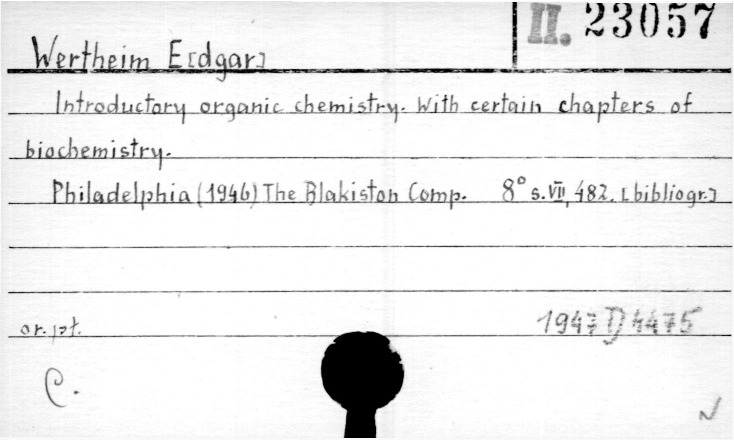 II. 23057
Wertheim E[dgar]
Introductory organic chemistry. With certain chapters of
biochemistry.
Philadelphia (1946) The Blakiston Comp. 8° s. VII, 482. [bibliogr.]
or. pt. 1947 D 4475
C.